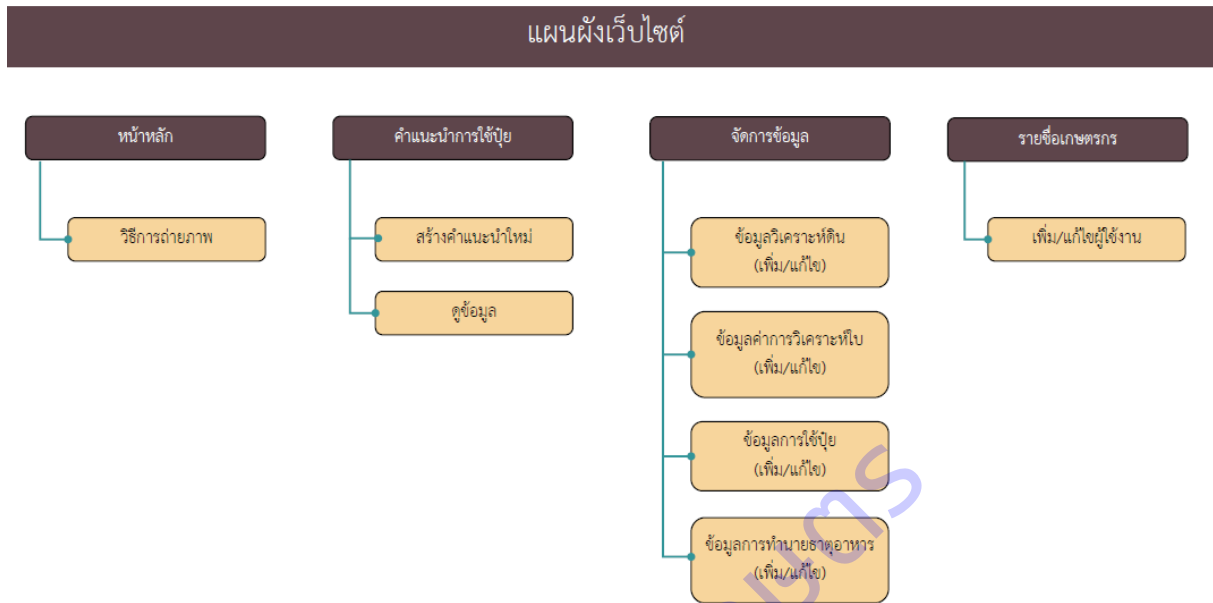 แผนผังเว็บไซต์
หน้าหลัก
วิธีการถ่ายภาพ
คำแนะนำการใช้ปุ๋ย
สร้างคำแนะนำใหม่
ดูข้อมูล
จัดการข้อมูล
ข้อมูลวิเคราะห์ดิน
(เพิ่ม/แก้ไข)
ข้อมูลค่าการวิเคราะห์ใบ
(เพิ่ม/แก้ไข)
ข้อมูลการใช้ปุ๋ย
(เพิ่ม/แก้ไข)
ข้อมูลการทำนายธาตุอาหาร
(เพิ่ม/แก้ไข)
รายชื่อเกษตรกร
เพิ่ม/แก้ไขผู้ใช้งาน